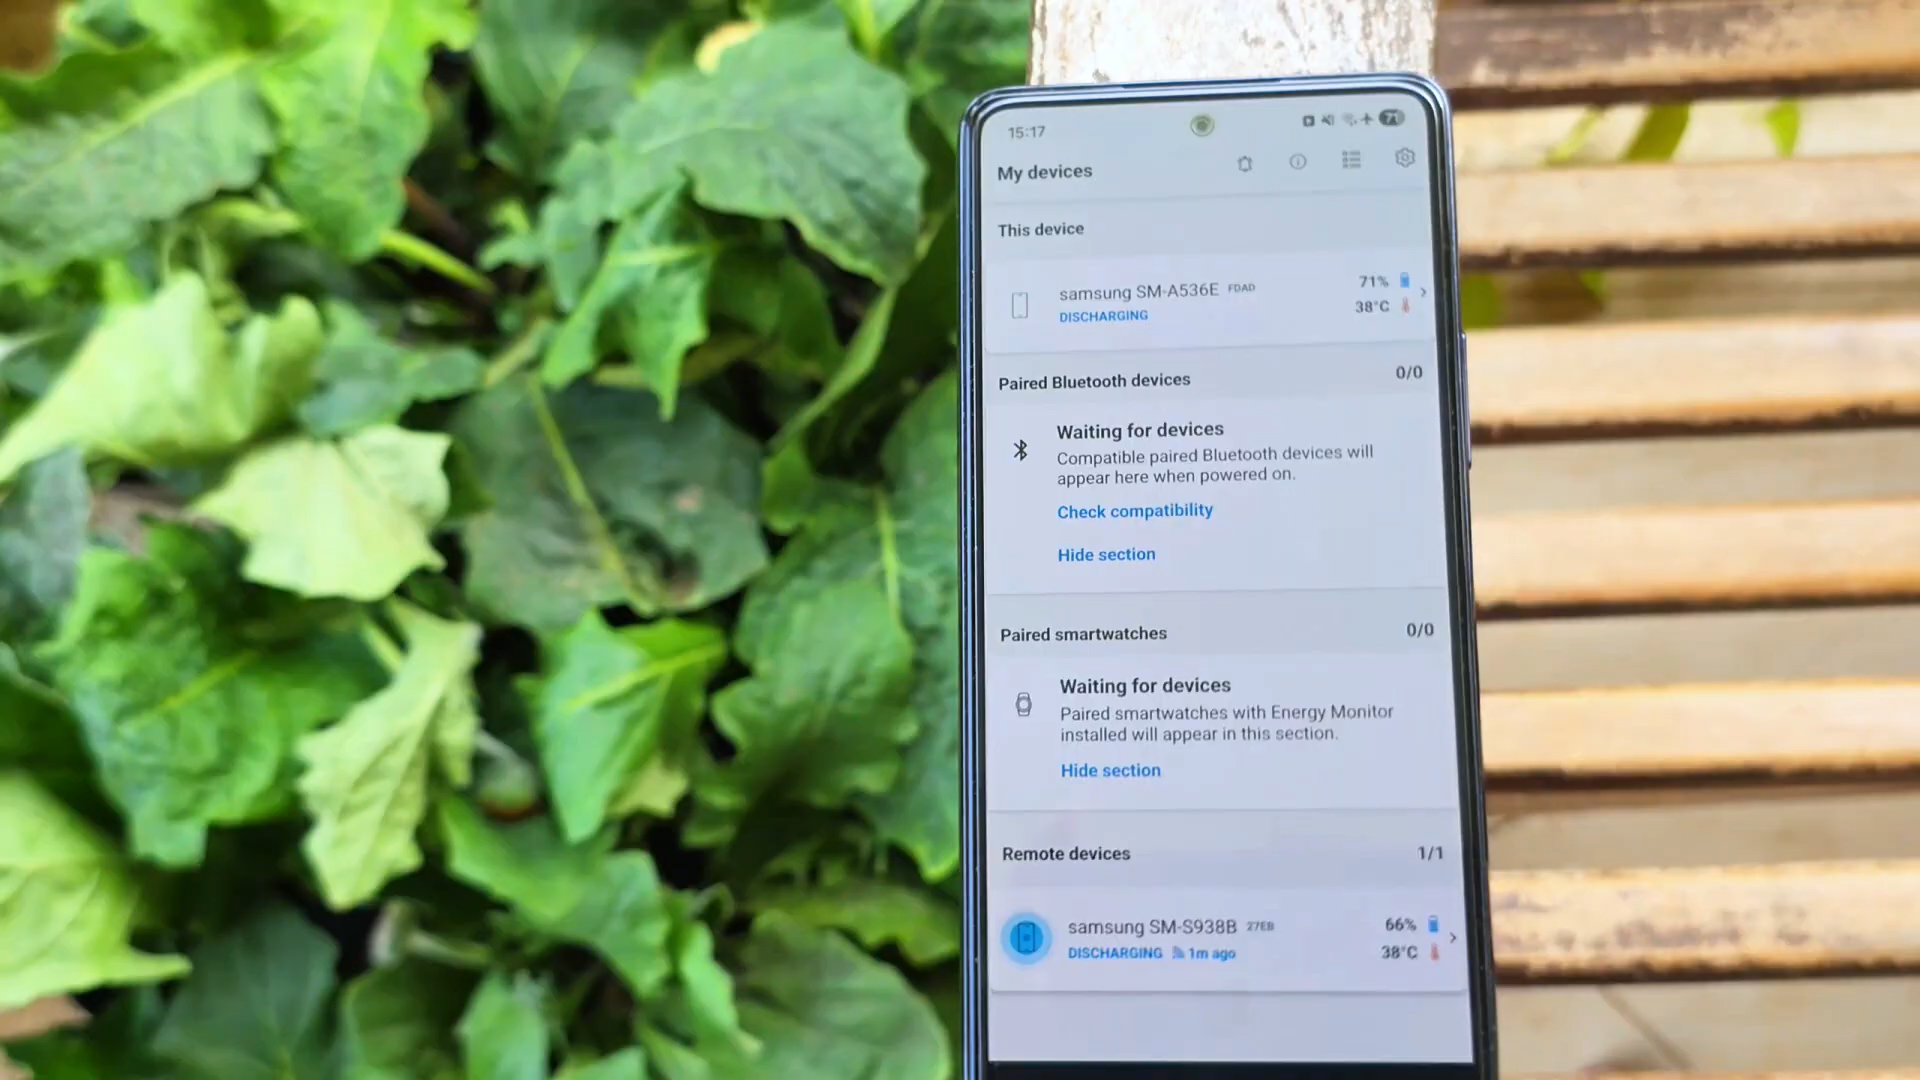 15:17
71
My devices
This device
samsung SM-A536E FDAD
71%
DISCHARGING
38°C
Paired Bluetooth devices
0/0
Waiting for devices
Compatible paired Bluetooth devices will
appear here when powered on.
Check compatibility
Hide section
Paired smartwatches
0/0
Waiting for devices
Paired smartwatches with Energy Monitor
installed will appear in this section.
Hide section
Remote devices
1/1
samsung SM-S938B 27EB
66%
DISCHARGING 1m ago
38°C